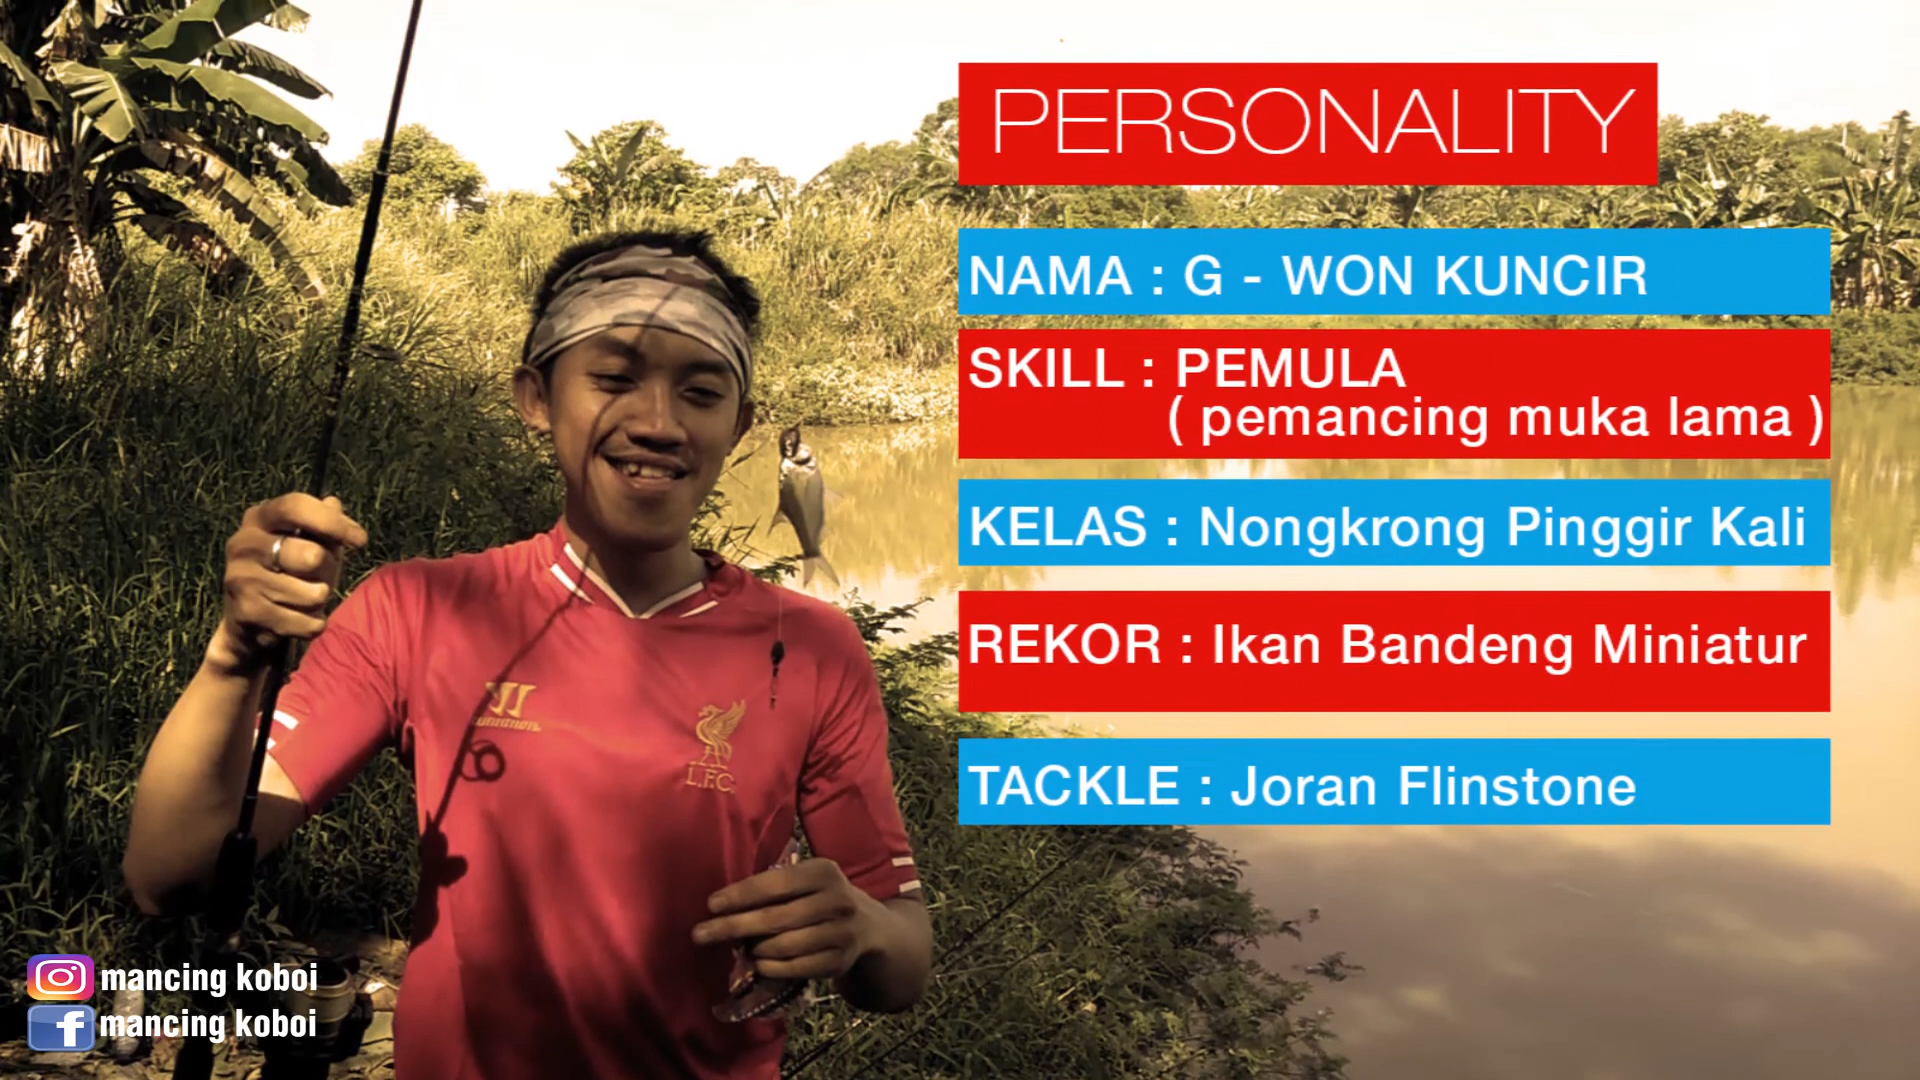 PERSONALITY
NAMA : G - WON KUNCIR
SKILL : PEMULA
( pemancing muka lama )
KELAS : Nongkrong Pinggir Kali
REKOR : Ikan Bandeng Miniatur
TACKLE : Joran Flinstone
L.F.C.
mancing koboi
mancing koboi